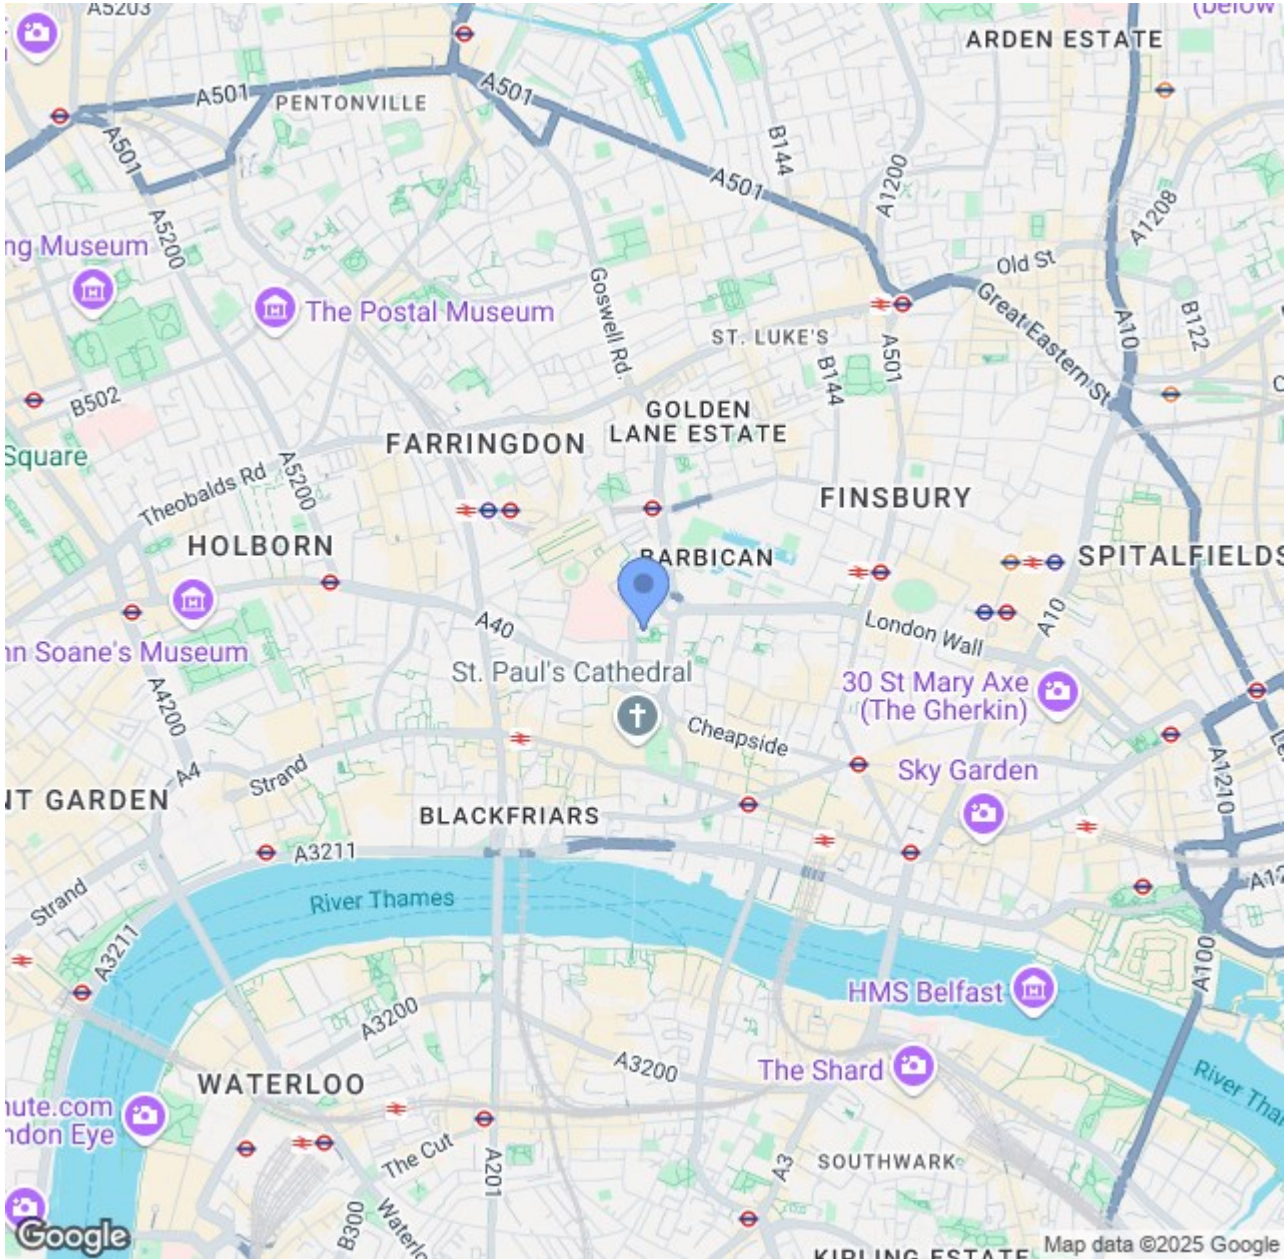 A5203
(below
ARDEN ESTATE
A501
PENTONVILLE
A501
A501
B144
A501
A1200
A1208
A5200
ng Museum
The Postal Museum
Goswell Rd.
Old St
Great Eastern St
A10
B122
ST. LUKE'S
B144
A501
B502
GOLDEN
LANE ESTATE
FARRINGDON
Square
Theobalds Rd
A5200
FINSBURY
HOLBORN
BARBICAN
SPITALFIELDS
A40
London Wall
A10
nn Soane's Museum
St. Paul's Cathedral
30 St Mary Axe
(The Gherkin)
A4200
Cheapside
A4
Strand
Sky Garden
A1210
NT GARDEN
BLACKFRIARS
A3211
Strand
River Thames
A3211
A100
HMS Belfast
A3200
A3200
The Shard
River Tha
WATERLOO
nute.com
ndon Eye
The Cut
A201
A3
SOUTHWARK
B300
Waterlo
KIPLING ESTATE
Google
Map data ©2025 Google